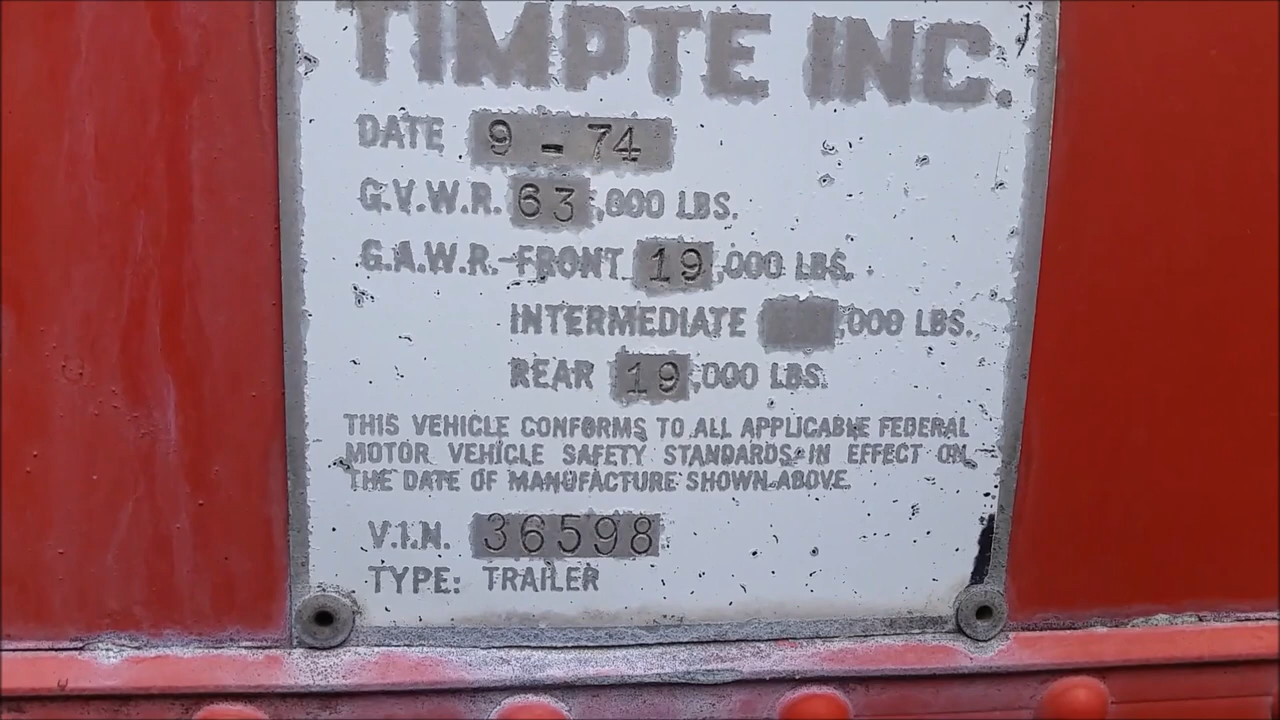 TIMPTE INC.
DATE 9 - 74
G.V.W.R. 63,000 LBS.
G.A.W.R.-FRONT 19,000 LBS.
INTERMEDIATE ,000 LBS.
REAR 19,000 LBS.
THIS VEHICLE CONFORMS TO ALL APPLICABLE FEDERAL
MOTOR VEHICLE SAFETY STANDARDS IN EFFECT ON
THE DATE OF MANUFACTURE SHOWN ABOVE.
V.I.N. 36598
TYPE: TRAILER